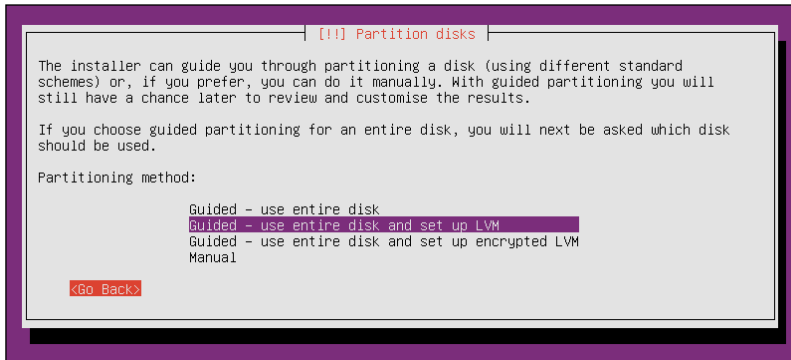 [!!] Partition disks
The installer can guide you through partitioning a disk (using different standard
schemes) or, if you prefer, you can do it manually. With guided partitioning you will
still have a chance later to review and customise the results.
If you choose guided partitioning for an entire disk, you will next be asked which disk
should be used.
Partitioning method:
Guided - use entire disk
Guided - use entire disk and set up LVM
Guided - use entire disk and set up encrypted LVM
Manual
<Go Back>